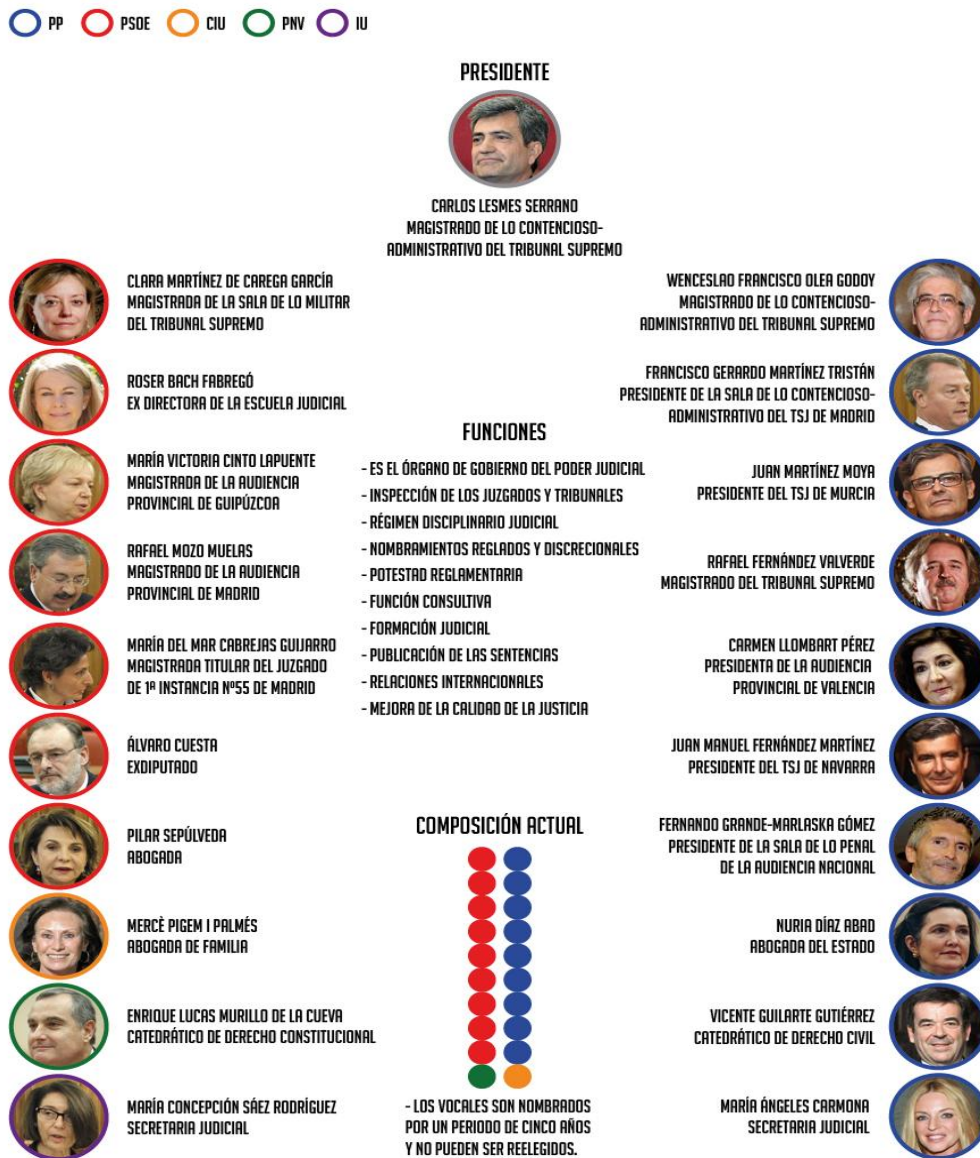 PP PSOE CIU PNV IU
PRESIDENTE
CARLOS LESMES SERRANO
MAGISTRADO DE LO CONTENCIOSO-
ADMINISTRATIVO DEL TRIBUNAL SUPREMO
CLARA MARTÍNEZ DE CAREGA GARCÍA
MAGISTRADA DE LA SALA DE LO MILITAR
DEL TRIBUNAL SUPREMO
ROSER BACH FABREGÓ
EX DIRECTORA DE LA ESCUELA JUDICIAL
MARÍA VICTORIA CINTO LAPUENTE
MAGISTRADA DE LA AUDIENCIA
PROVINCIAL DE GUIPÚZCOA
RAFAEL MOZO MUELAS
MAGISTRADO DE LA AUDIENCIA
PROVINCIAL DE MADRID
MARÍA DEL MAR CABREJAS GUIJARRO
MAGISTRADA TITULAR DEL JUZGADO
DE 1ª INSTANCIA Nº55 DE MADRID
ÁLVARO CUESTA
EXDIPUTADO
PILAR SEPÚLVEDA
ABOGADA
MERCÈ PIGEM I PALMÉS
ABOGADA DE FAMILIA
ENRIQUE LUCAS MURILLO DE LA CUEVA
CATEDRÁTICO DE DERECHO CONSTITUCIONAL
MARÍA CONCEPCIÓN SÁEZ RODRÍGUEZ
SECRETARIA JUDICIAL
FUNCIONES
- ES EL ÓRGANO DE GOBIERNO DEL PODER JUDICIAL
- INSPECCIÓN DE LOS JUZGADOS Y TRIBUNALES
- RÉGIMEN DISCIPLINARIO JUDICIAL
- NOMBRAMIENTOS REGLADOS Y DISCRECIONALES
- POTESTAD REGLAMENTARIA
- FUNCIÓN CONSULTIVA
- FORMACIÓN JUDICIAL
- PUBLICACIÓN DE LAS SENTENCIAS
- RELACIONES INTERNACIONALES
- MEJORA DE LA CALIDAD DE LA JUSTICIA
COMPOSICIÓN ACTUAL
- LOS VOCALES SON NOMBRADOS
POR UN PERIODO DE CINCO AÑOS
Y NO PUEDEN SER REELEGIDOS.
WENCESLAO FRANCISCO OLEA GODOY
MAGISTRADO DE LO CONTENCIOSO-
ADMINISTRATIVO DEL TRIBUNAL SUPREMO
FRANCISCO GERARDO MARTÍNEZ TRISTÁN
PRESIDENTE DE LA SALA DE LO CONTENCIOSO-
ADMINISTRATIVO DEL TSJ DE MADRID
JUAN MARTÍNEZ MOYA
PRESIDENTE DEL TSJ DE MURCIA
RAFAEL FERNÁNDEZ VALVERDE
MAGISTRADO DEL TRIBUNAL SUPREMO
CARMEN LLOMBART PÉREZ
PRESIDENTA DE LA AUDIENCIA
PROVINCIAL DE VALENCIA
JUAN MANUEL FERNÁNDEZ MARTÍNEZ
PRESIDENTE DEL TSJ DE NAVARRA
FERNANDO GRANDE-MARLASKA GÓMEZ
PRESIDENTE DE LA SALA DE LO PENAL
DE LA AUDIENCIA NACIONAL
NURIA DÍAZ ABAD
ABOGADA DEL ESTADO
VICENTE GUILARTE GUTIÉRREZ
CATEDRÁTICO DE DERECHO CIVIL
MARÍA ÁNGELES CARMONA
SECRETARIA JUDICIAL